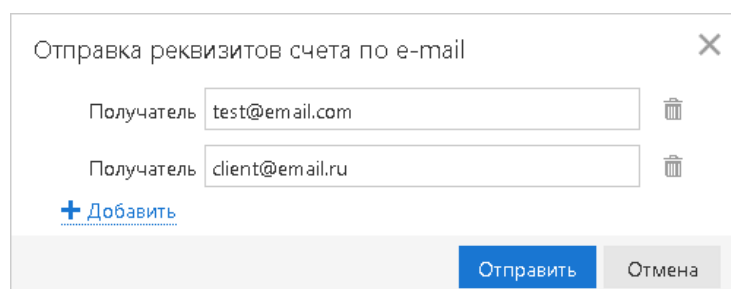 Отправка реквизитов счета по e-mail
Получатель test@email.com
Получатель client@email.ru
Добавить
Отправить Отмена